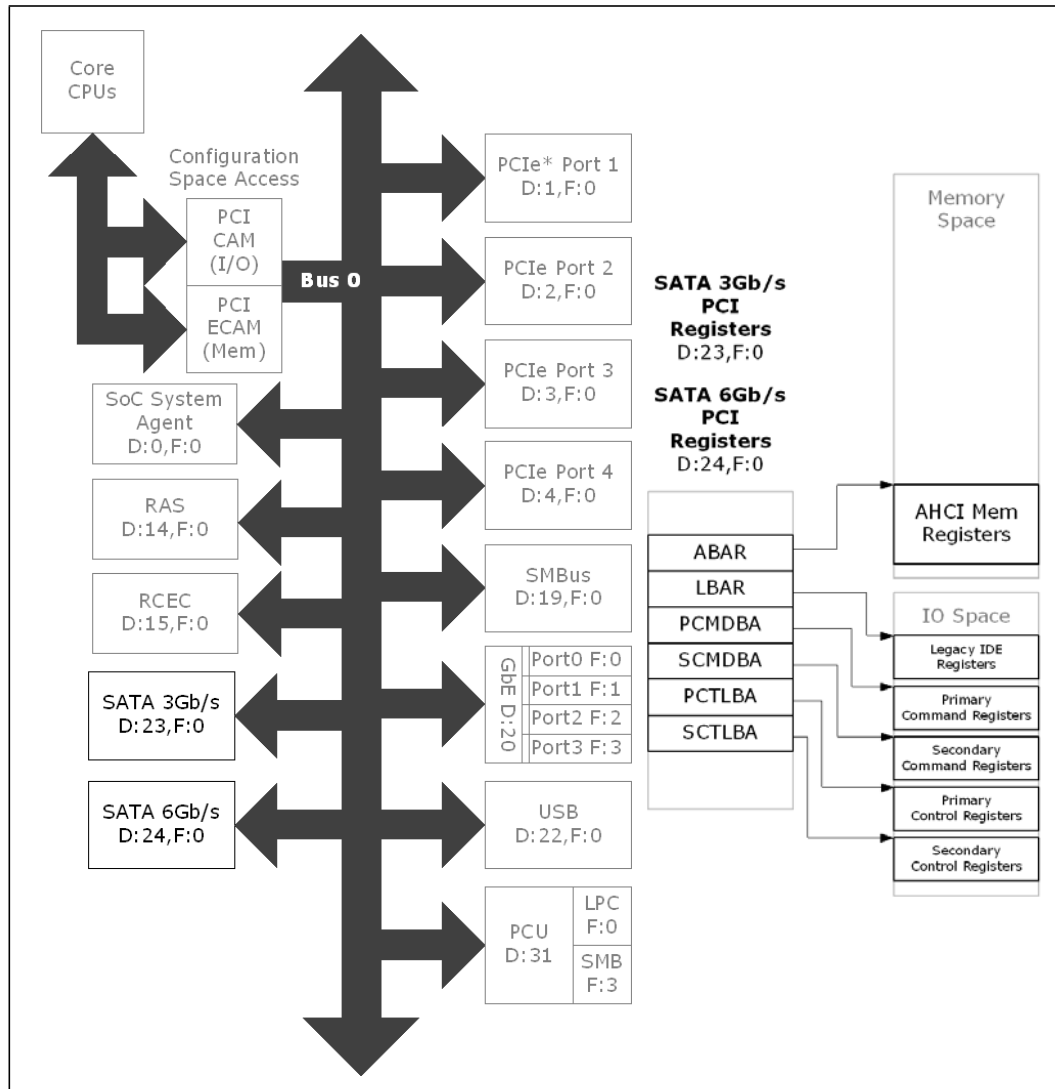 Core
CPUs
Configuration
Space Access
PCI
CAM
(I/O)
PCI
ECAM
(Mem)
Bus 0
SoC System
Agent
D:0,F:0
RAS
D:14,F:0
RCEC
D:15,F:0
SATA 3Gb/s
D:23,F:0
SATA 6Gb/s
D:24,F:0
PCIe* Port 1
D:1,F:0
PCIe Port 2
D:2,F:0
PCIe Port 3
D:3,F:0
PCIe Port 4
D:4,F:0
SMBus
D:19,F:0
GbE D:20
Port0 F:0
Port1 F:1
Port2 F:2
Port3 F:3
USB
D:22,F:0
PCU
D:31
LPC
F:0
SMB
F:3
SATA 3Gb/s
PCI
Registers
D:23,F:0
SATA 6Gb/s
PCI
Registers
D:24,F:0
ABAR
LBAR
PCMDBA
SCMDBA
PCTLBA
SCTLBA
Memory
Space
AHCI Mem
Registers
IO Space
Legacy IDE
Registers
Primary
Command Registers
Secondary
Command Registers
Primary
Control Registers
Secondary
Control Registers